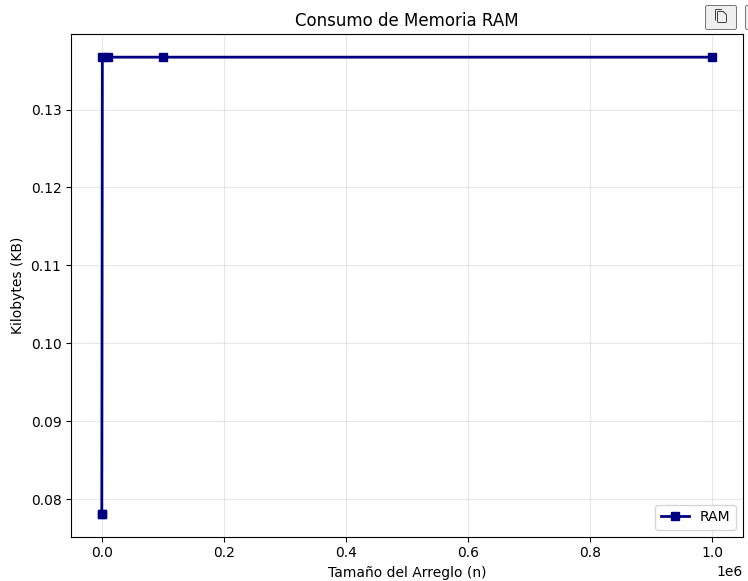 Consumo de Memoria RAM
Kilobytes (KB)
0.13
0.12
0.11
0.10
0.09
0.08
RAM
0.0 0.2 0.4 0.6 0.8 1.0
1e6
Tamaño del Arreglo (n)